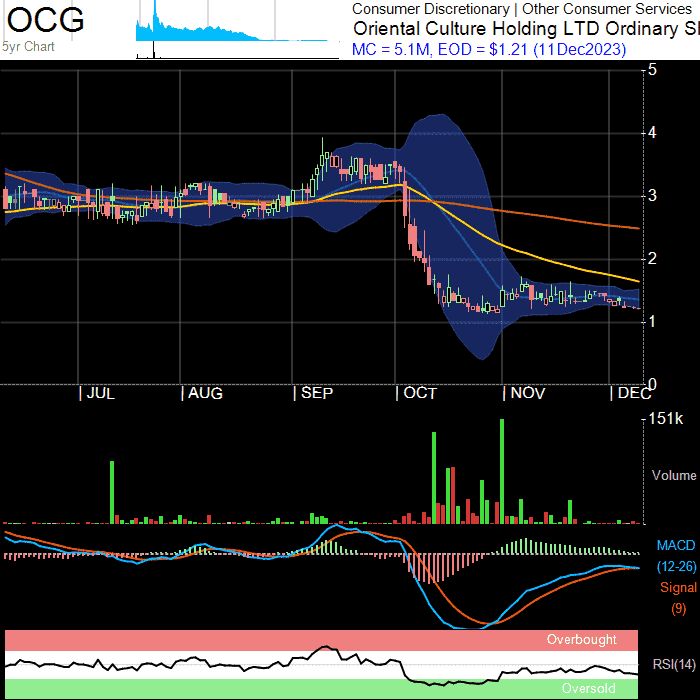 OCG
5yr Chart
Consumer Discretionary | Other Consumer Services
Oriental Culture Holding LTD Ordinary
MC = 5.1M, EOD = $1.21 (11Dec2023)
5
4
3
2
1
0
| JUL | AUG | SEP | OCT | NOV | DEC
151k
Volume
MACD
(12-26)
Signal
(9)
Overbought
RSI(14)
Oversold